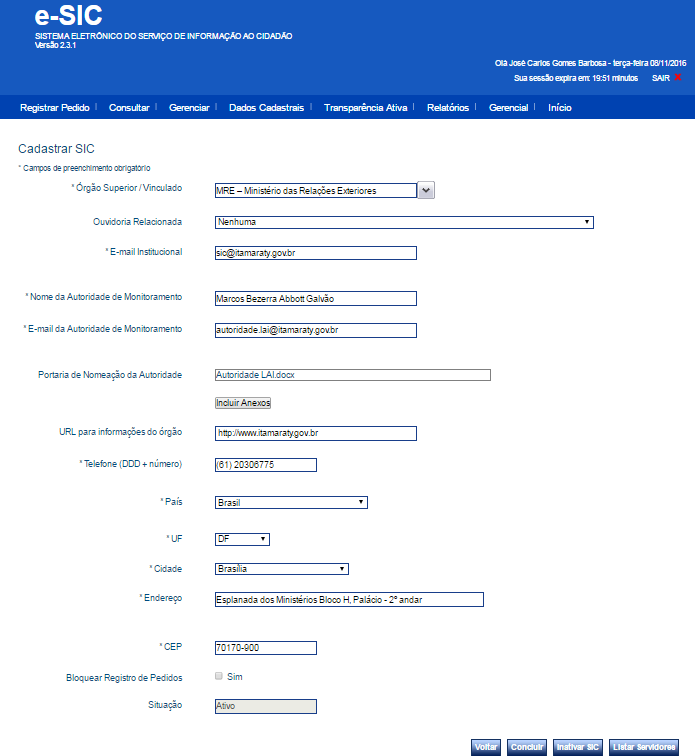 e-SIC
SISTEMA ELETRÔNICO DO SERVIÇO DE INFORMAÇÃO AO CIDADÃO
Versão 2.3.1
Olá José Carlos Gomes Barbosa - terça-feira 08/11/2016
Sua sessão expira em: 19:51 minutos SAIR
Registrar Pedido Consultar Gerenciar Dados Cadastrais Transparência Ativa Relatórios Gerencial Início
Cadastrar SIC
* Campos de preenchimento obrigatório
* Órgão Superior / Vinculado MRE – Ministério das Relações Exteriores
Ouvidoria Relacionada Nenhuma
* E-mail Institucional sic@itamaraty.gov.br
* Nome da Autoridade de Monitoramento Marcos Bezerra Abbott Galvão
* E-mail da Autoridade de Monitoramento autoridade.lai@itamaraty.gov.br
Portaria de Nomeação da Autoridade Autoridade LAI.docx
Incluir Anexos
URL para informações do órgão http://www.itamaraty.gov.br
* Telefone (DDD + número) (61) 20306775
* País Brasil
* UF DF
* Cidade Brasília
* Endereço Esplanada dos Ministérios Bloco H, Palácio - 2º andar
* CEP 70170-900
Bloquear Registro de Pedidos Sim
Situação Ativo
Voltar Concluir Inativar SIC Listar Servidores